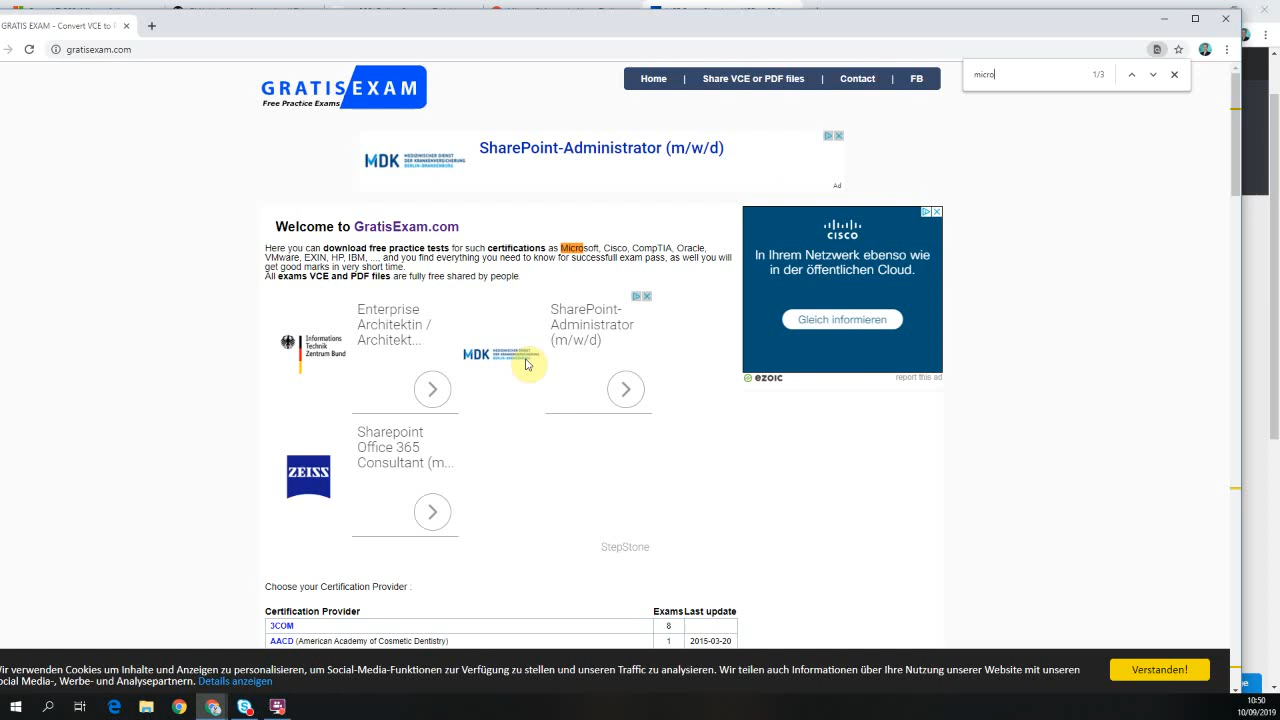 GRATIS EXAM - Convert VCE to
gratisexam.com
micro
1/3
GRATISEXAM
Free Practice Exams
Home | Share VCE or PDF files | Contact | FB
MDK
SharePoint-Administrator (m/w/d)
Ad
Welcome to GratisExam.com
Here you can download free practice tests for such certifications as Microsoft, Cisco, CompTIA, Oracle,
VMware, EXIN, HP, IBM, ..., and you find everything you need to know for successfull exam pass, as well you will
get good marks in very short time.
All exams VCE and PDF files are fully free shared by people.
CISCO
In Ihrem Netzwerk ebenso wie
in der öffentlichen Cloud.
Gleich informieren
ezoic
report this ad
Informations
Technik
Zentrum Bund
Enterprise
Architektin /
Architekt...
MDK
SharePoint-
Administrator
(m/w/d)
ZEISS
Sharepoint
Office 365
Consultant (m...
StepStone
Choose your Certification Provider :
Certification Provider Exams Last update
3COM 8
AACD (American Academy of Cosmetic Dentistry) 1 2015-03-20
ir verwenden Cookies um Inhalte und Anzeigen zu personalisieren, um Social-Media-Funktionen zur Verfügung zu stellen und unseren Traffic zu analysieren. Wir teilen auch Informationen über Ihre Nutzung unserer Website mit unseren
ocial Media-, Werbe- und Analysepartnern. Details anzeigen
Verstanden!
10:50
10/09/2019